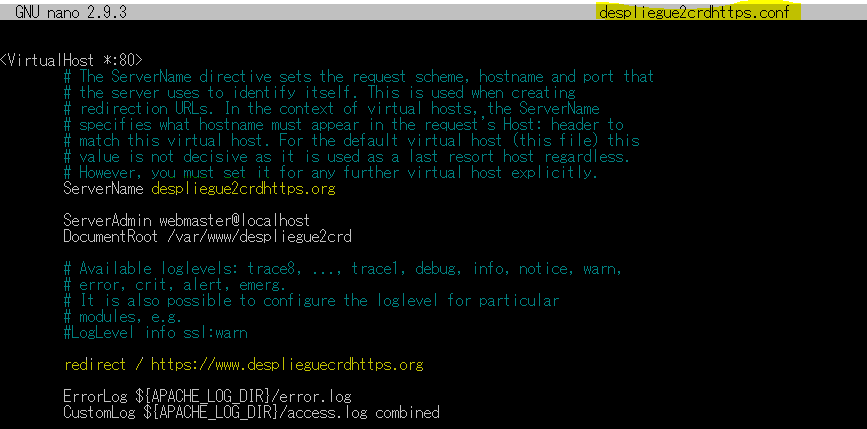 GNU nano 2.9.3 despliegue2crdhttps.conf
<VirtualHost *:80>
# The ServerName directive sets the request scheme, hostname and port that
# the server uses to identify itself. This is used when creating
# redirection URLs. In the context of virtual hosts, the ServerName
# specifies what hostname must appear in the request's Host: header to
# match this virtual host. For the default virtual host (this file) this
# value is not decisive as it is used as a last resort host regardless.
# However, you must set it for any further virtual host explicitly.
ServerName despliegue2crdhttps.org
ServerAdmin webmaster@localhost
DocumentRoot /var/www/despliegue2crd
# Available loglevels: trace8, ..., trace1, debug, info, notice, warn,
# error, crit, alert, emerg.
# It is also possible to configure the loglevel for particular
# modules, e.g.
#LogLevel info ssl:warn
redirect / https://www.desplieguecrdhttps.org
ErrorLog ${APACHE_LOG_DIR}/error.log
CustomLog ${APACHE_LOG_DIR}/access.log combined